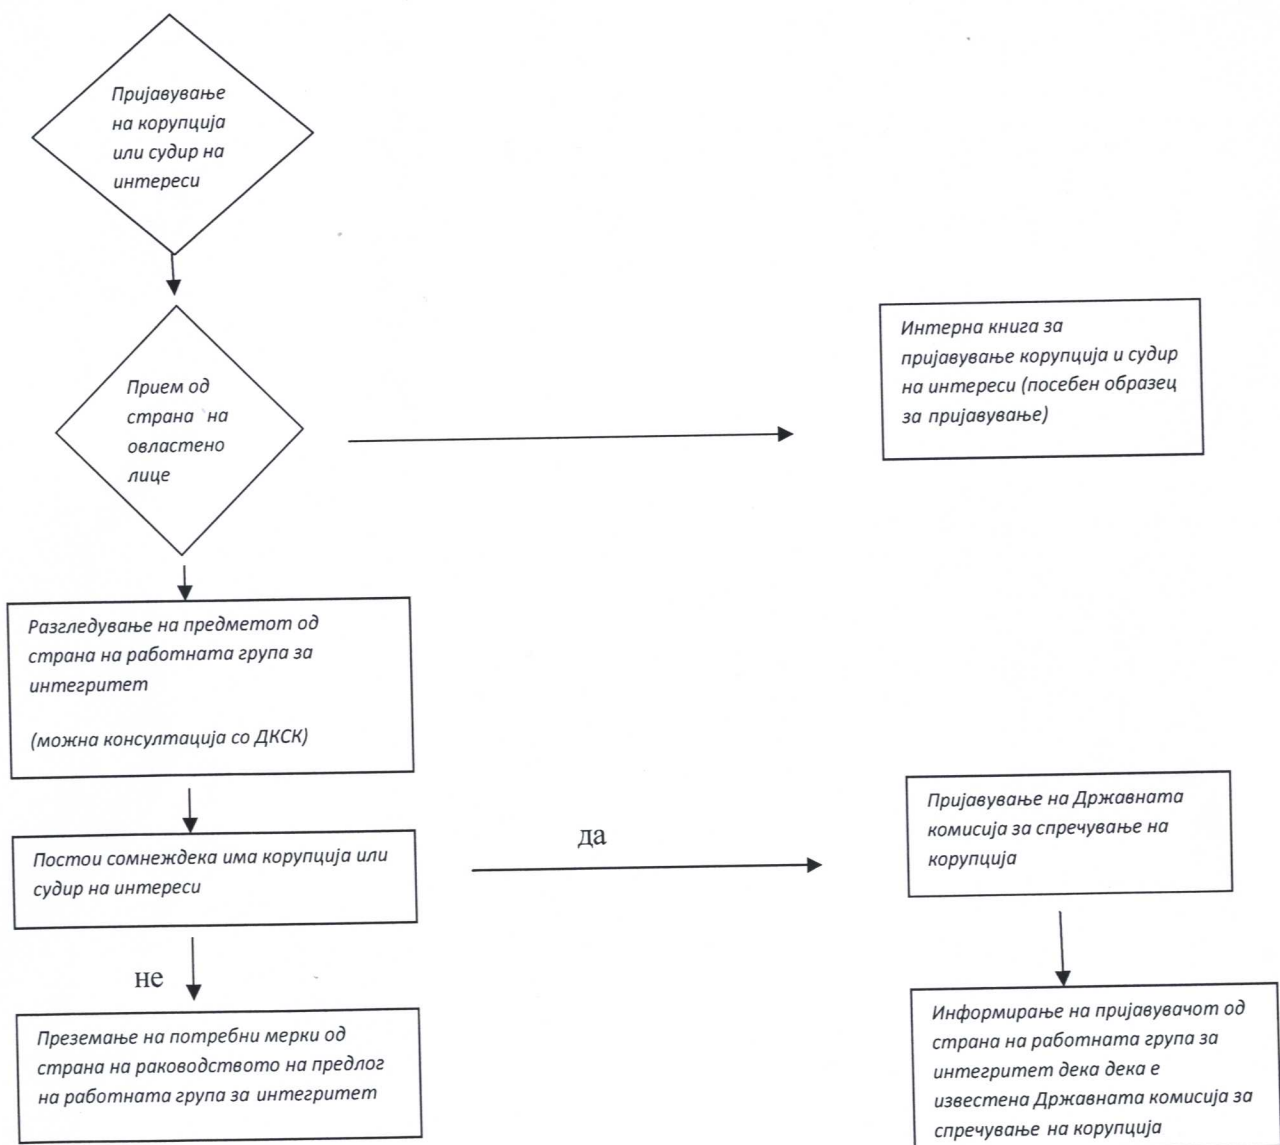 Пријавување
на корупција
или судир на
интереси
Прием од
страна на
овластено
лице
Интерна книга за
пријавување корупција и судир
на интереси (посебен образец
за пријавување)
Разгледување на предметот од
страна на работната група за
интегритет
(можна консултација со ДКСК)
Постои сомнеждека има корупција или
судир на интереси
да
Пријавување на Државната
комисија за спречување на
корупција
не
Преземање на потребни мерки од
страна на раководството на предлог
на работната група за интегритет
Информирање на пријавувачот од
страна на работната група за
интегритет дека дека е
известена Државната комисија за
спречување на корупција